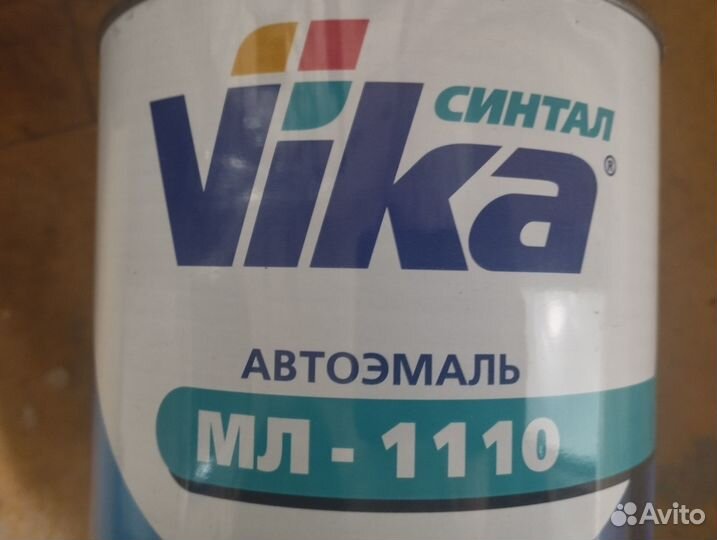 СИНТАЛ
Vika®
АВТОЭМАЛЬ
МЛ - 1110
Avito